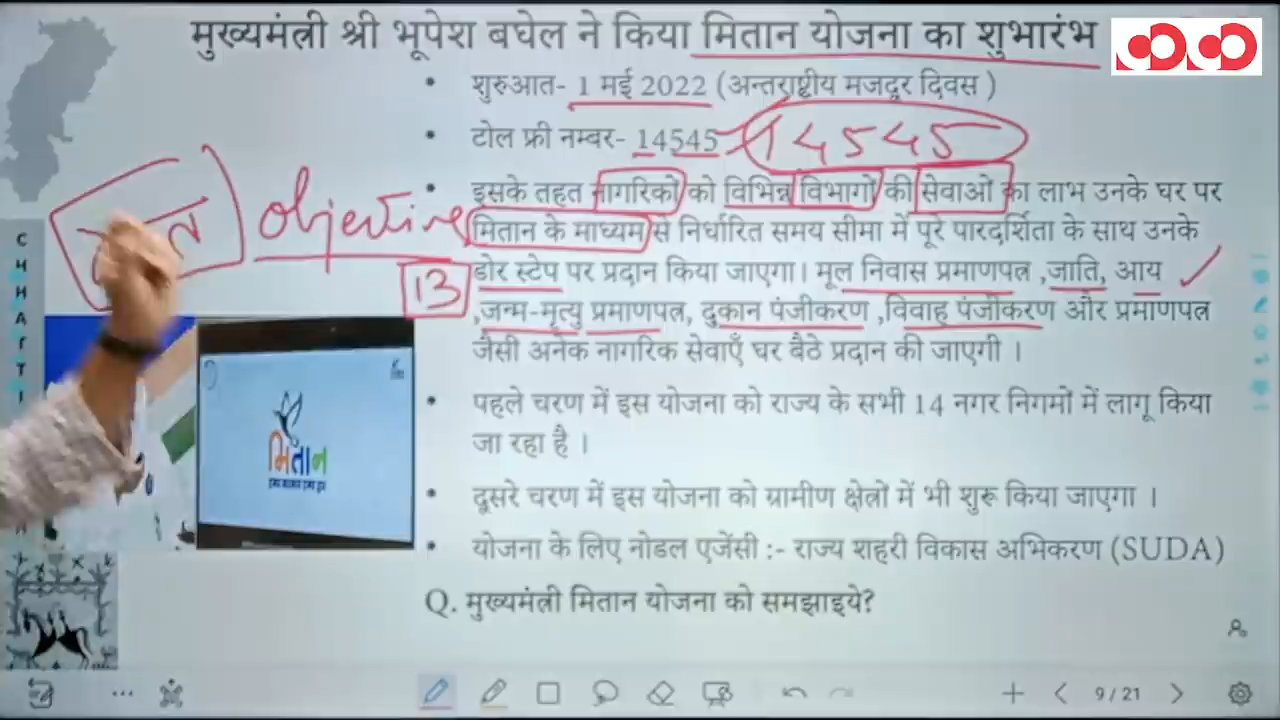 मुख्यमंत्री श्री भूपेश बघेल ने किया मितान योजना का शुभारंभ
• शुरुआत- 1 मई 2022 (अन्तराष्ट्रीय मजदूर दिवस )
• टोल फ्री नम्बर- 14545 14545
objective
• इसके तहत नागरिको को विभिन्न विभागों की सेवाओं का लाभ उनके घर पर
मितान के माध्यम से निर्धारित समय सीमा में पूरे पारदर्शिता के साथ उनके
13
डोर स्टेप पर प्रदान किया जाएगा। मूल निवास प्रमाणपत्र ,जाति, आय
,जन्म-मृत्यु प्रमाणपत्र, दुकान पंजीकरण ,विवाह पंजीकरण और प्रमाणपत्र
जैसी अनेक नागरिक सेवाएँ घर बैठे प्रदान की जाएगी ।
मितान
• पहले चरण में इस योजना को राज्य के सभी 14 नगर निगमों में लागू किया
जा रहा है ।
• दूसरे चरण में इस योजना को ग्रामीण क्षेत्रों में भी शुरू किया जाएगा ।
• योजना के लिए नोडल एजेंसी :- राज्य शहरी विकास अभिकरण (SUDA)
Q. मुख्यमंत्री मितान योजना को समझाइये?
9/21